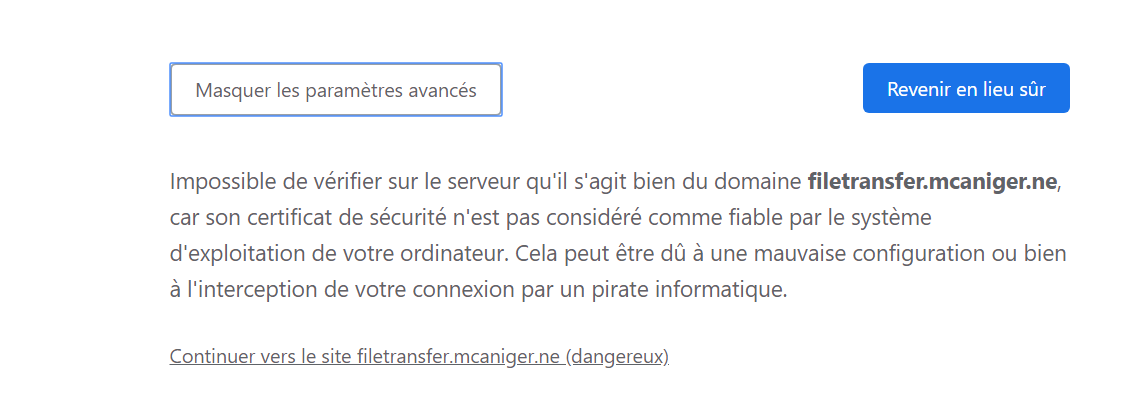 Masquer les paramètres avancés
Revenir en lieu sûr
Impossible de vérifier sur le serveur qu'il s'agit bien du domaine filetransfer.mcaniger.ne,
car son certificat de sécurité n'est pas considéré comme fiable par le système
d'exploitation de votre ordinateur. Cela peut être dû à une mauvaise configuration ou bien
à l'interception de votre connexion par un pirate informatique.
Continuer vers le site filetransfer.mcaniger.ne (dangereux)